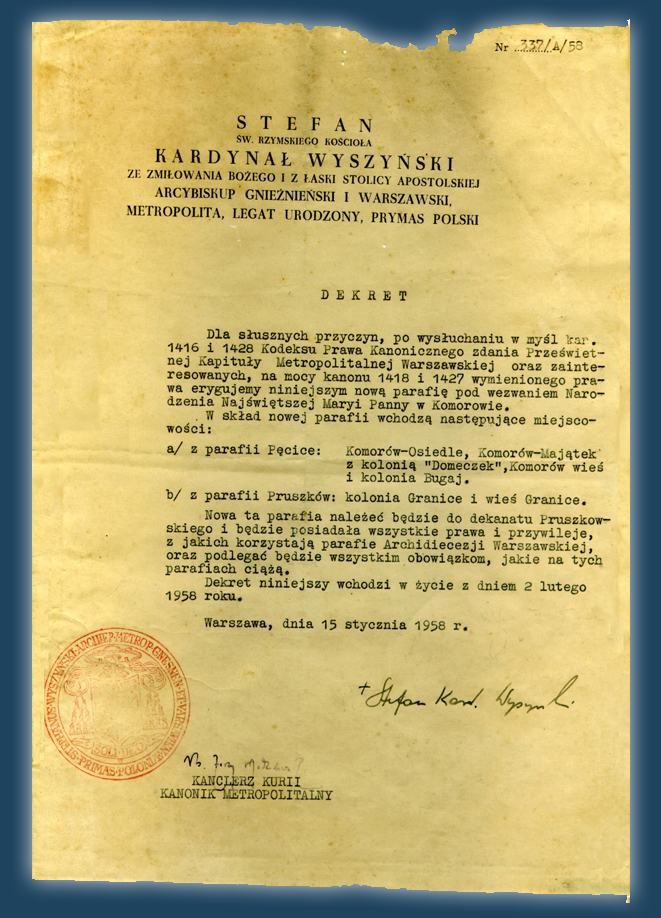 Nr 337/A/58
STEFAN
ŚW. RZYMSKIEGO KOŚCIOŁA
KARDYNAŁ WYSZYŃSKI
ZE ZMIŁOWANIA BOŻEGO I Z ŁASKI STOLICY APOSTOLSKIEJ
ARCYBISKUP GNIEŹNIEŃSKI I WARSZAWSKI,
METROPOLITA, LEGAT URODZONY, PRYMAS POLSKI
DEKRET
Dla słusznych przyczyn, po wysłuchaniu w myśl kan.
1416 i 1428 Kodeksu Prawa Kanonicznego zdania Przeświet-
nej Kapituły Metropolitalnej Warszawskiej oraz zainte-
resowanych, na mocy kanonu 1418 i 1427 wymienionego pra-
wa erygujemy niniejszym nową parafię pod wezwaniem Naro-
dzenia Najświętszej Maryi Panny w Komorowie.
W skład nowej parafii wchodzą następujące miejsco-
wości:
a/ z parafii Pęcice: Komorów-Osiedle, Komorów-Majątek
z kolonią "Domeczek",Komorów wieś
i kolonia Bugaj.
b/ z parafii Pruszków: kolonia Granice i wieś Granice.
Nowa ta parafia należeć będzie do dekanatu Pruszkow-
skiego i będzie posiadała wszystkie prawa i przywileje,
z jakich korzystają parafie Archidiecezji Warszawskiej,
oraz podlegać będzie wszystkim obowiązkom, jakie na tych
parafiach ciążą.
Dekret niniejszy wchodzi w życie z dniem 2 lutego
1958 roku.
Warszawa, dnia 15 stycznia 1958 r.
+ Stefan Kard. Wyszyński
KANCLERZ KURII
KANONIK METROPOLITALNY